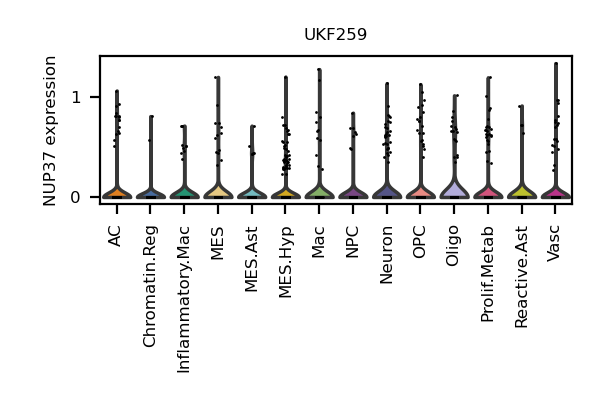 UKF259
NUP37 expression
1
0
AC
Chromatin.Reg
Inflammatory.Mac
MES
MES.Ast
MES.Hyp
Mac
NPC
Neuron
OPC
Oligo
Prolif.Metab
Reactive.Ast
Vasc